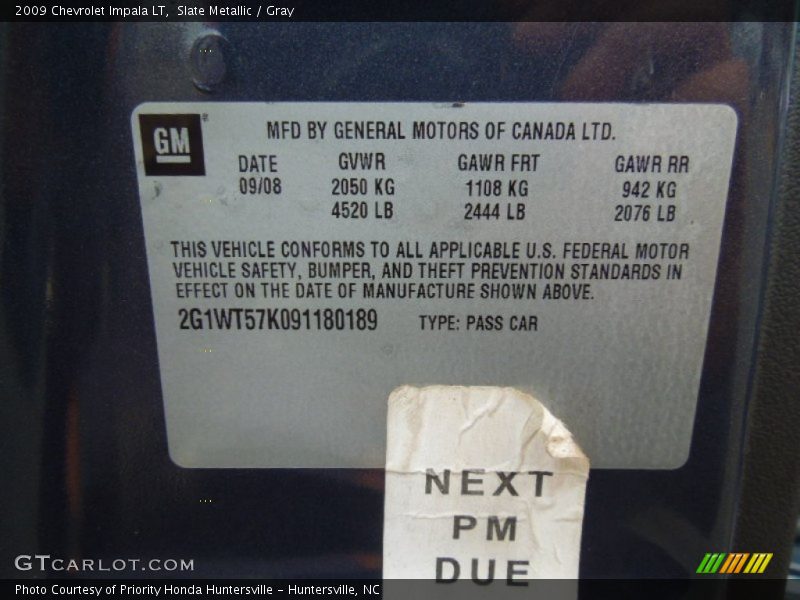 2009 Chevrolet Impala LT, Slate Metallic / Gray
GM
MFD BY GENERAL MOTORS OF CANADA LTD.
DATE GVWR GAWR FRT GAWR RR
09/08 2050 KG 1108 KG 942 KG
4520 LB 2444 LB 2076 LB
THIS VEHICLE CONFORMS TO ALL APPLICABLE U.S. FEDERAL MOTOR
VEHICLE SAFETY, BUMPER, AND THEFT PREVENTION STANDARDS IN
EFFECT ON THE DATE OF MANUFACTURE SHOWN ABOVE.
2G1WT57K091180189 TYPE: PASS CAR
NEXT
PM
DUE
GTCARLOT.COM
Photo Courtesy of Priority Honda Huntersville - Huntersville, NC